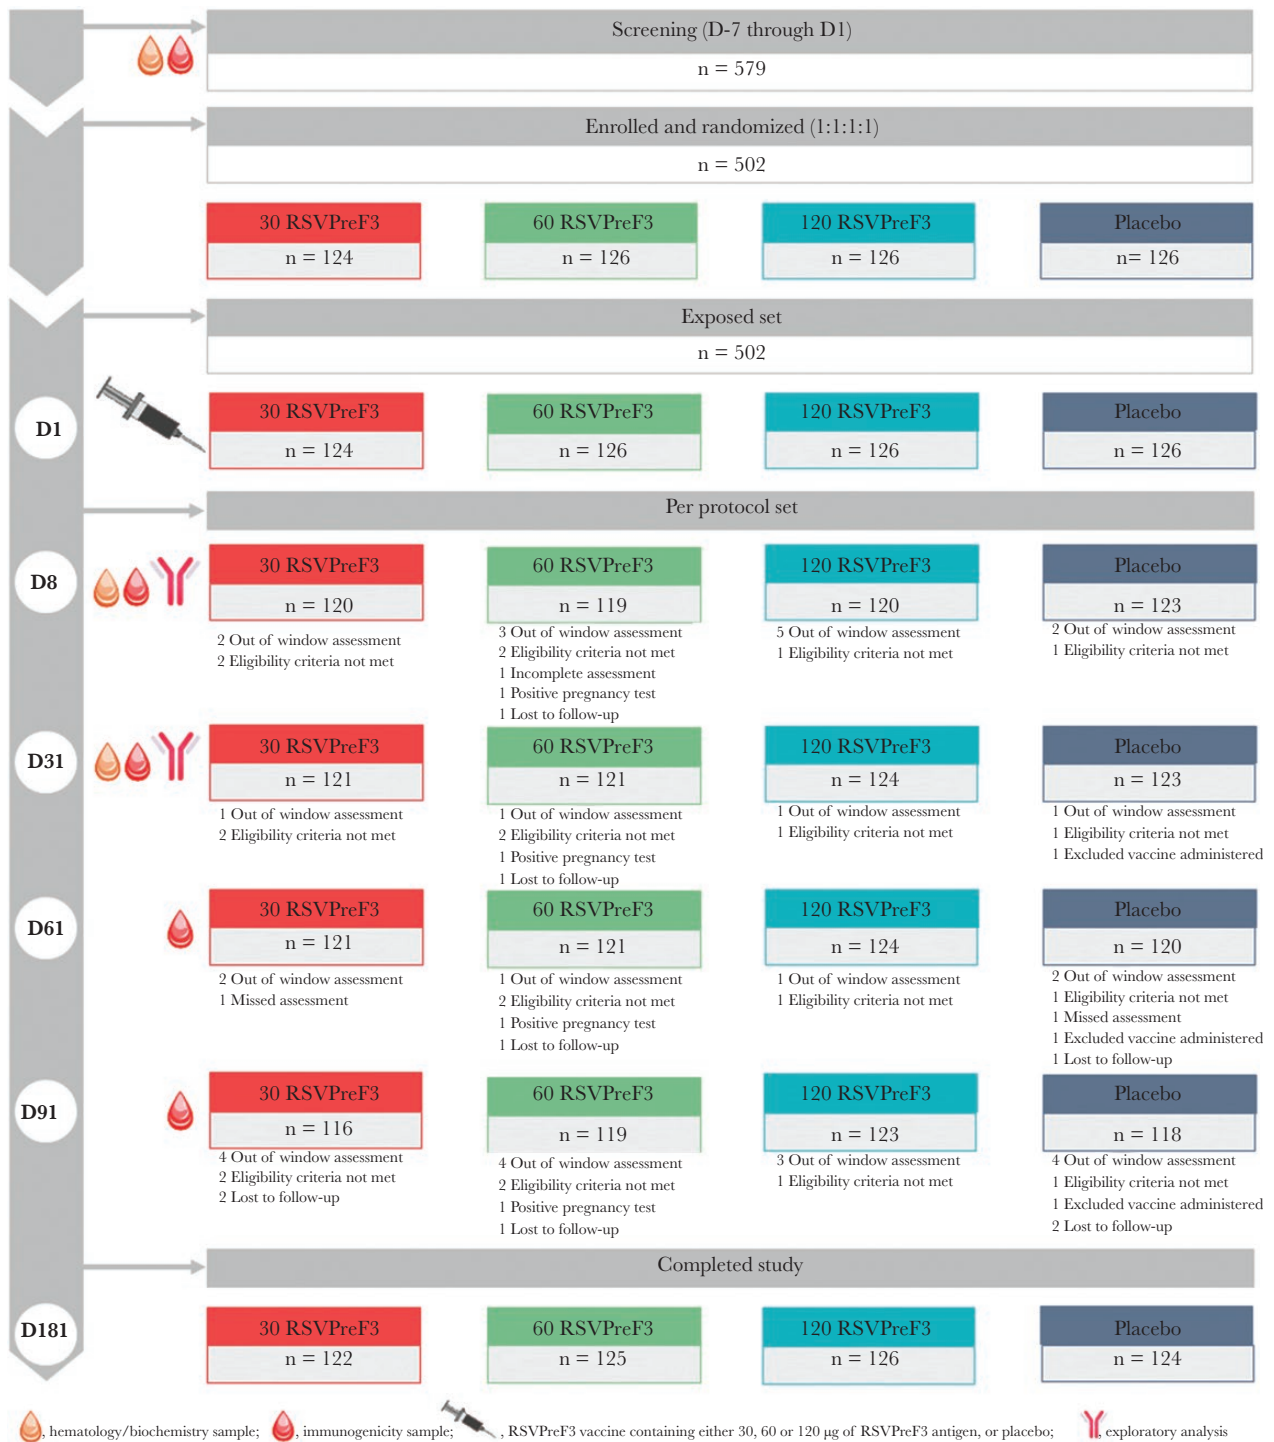 Screening (D-7 through D1)
n = 579
Enrolled and randomized (1:1:1:1)
n = 502
30 RSVPreF3
n = 124
60 RSVPreF3
n = 126
120 RSVPreF3
n = 126
Placebo
n= 126
Exposed set
n = 502
D1
30 RSVPreF3
n = 124
60 RSVPreF3
n = 126
120 RSVPreF3
n = 126
Placebo
n = 126
Per protocol set
D8
30 RSVPreF3
n = 120
2 Out of window assessment
2 Eligibility criteria not met
60 RSVPreF3
n = 119
3 Out of window assessment
2 Eligibility criteria not met
1 Incomplete assessment
1 Positive pregnancy test
1 Lost to follow-up
120 RSVPreF3
n = 120
5 Out of window assessment
1 Eligibility criteria not met
Placebo
n = 123
2 Out of window assessment
1 Eligibility criteria not met
D31
30 RSVPreF3
n = 121
1 Out of window assessment
2 Eligibility criteria not met
60 RSVPreF3
n = 121
1 Out of window assessment
2 Eligibility criteria not met
1 Positive pregnancy test
1 Lost to follow-up
120 RSVPreF3
n = 124
1 Out of window assessment
1 Eligibility criteria not met
Placebo
n = 123
1 Out of window assessment
1 Eligibility criteria not met
1 Excluded vaccine administered
D61
30 RSVPreF3
n = 121
2 Out of window assessment
1 Missed assessment
60 RSVPreF3
n = 121
1 Out of window assessment
2 Eligibility criteria not met
1 Positive pregnancy test
1 Lost to follow-up
120 RSVPreF3
n = 124
1 Out of window assessment
1 Eligibility criteria not met
Placebo
n = 120
2 Out of window assessment
1 Eligibility criteria not met
1 Missed assessment
1 Excluded vaccine administered
1 Lost to follow-up
D91
30 RSVPreF3
n = 116
4 Out of window assessment
2 Eligibility criteria not met
2 Lost to follow-up
60 RSVPreF3
n = 119
4 Out of window assessment
2 Eligibility criteria not met
1 Positive pregnancy test
1 Lost to follow-up
120 RSVPreF3
n = 123
3 Out of window assessment
1 Eligibility criteria not met
Placebo
n = 118
4 Out of window assessment
1 Eligibility criteria not met
1 Excluded vaccine administered
2 Lost to follow-up
Completed study
D181
30 RSVPreF3
n = 122
60 RSVPreF3
n = 125
120 RSVPreF3
n = 126
Placebo
n = 124
, hematology/biochemistry sample; , immunogenicity sample; , RSVPreF3 vaccine containing either 30, 60 or 120 μg of RSVPreF3 antigen, or placebo; , exploratory analysis